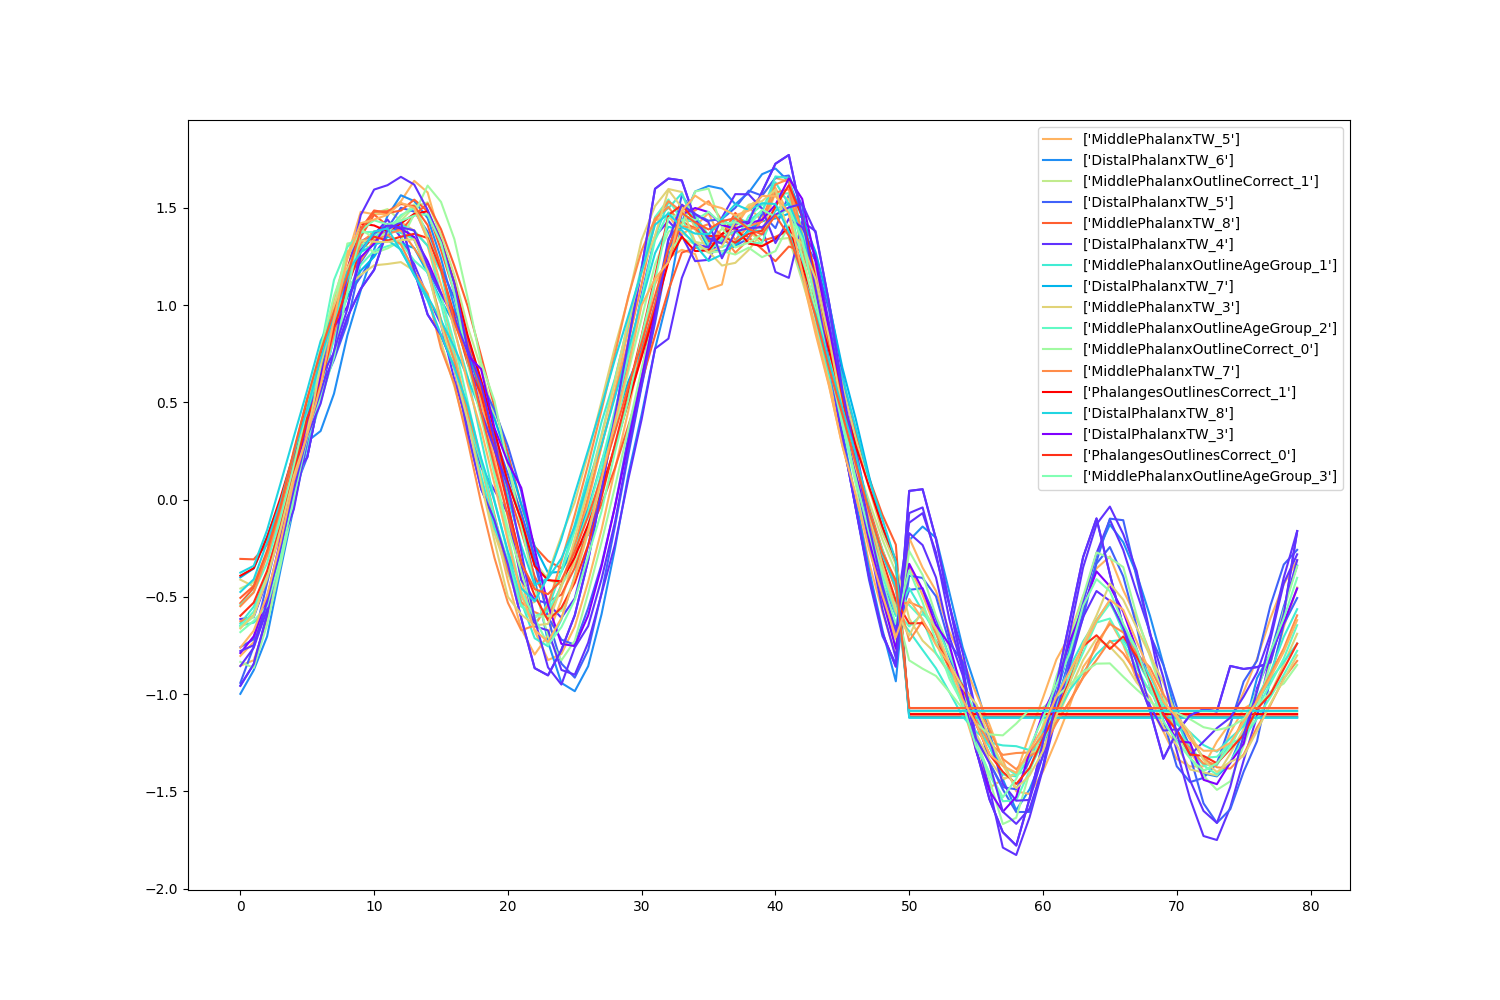 ['MiddlePhalanxTW_5']
['DistalPhalanxTW_6']
['MiddlePhalanxOutlineCorrect_1']
['DistalPhalanxTW_5']
['MiddlePhalanxTW_8']
['DistalPhalanxTW_4']
['MiddlePhalanxOutlineAgeGroup_1']
['DistalPhalanxTW_7']
['MiddlePhalanxTW_3']
['MiddlePhalanxOutlineAgeGroup_2']
['MiddlePhalanxOutlineCorrect_0']
['MiddlePhalanxTW_7']
['PhalangesOutlinesCorrect_1']
['DistalPhalanxTW_8']
['DistalPhalanxTW_3']
['PhalangesOutlinesCorrect_0']
['MiddlePhalanxOutlineAgeGroup_3']
1.5
1.0
0.5
0.0
−0.5
−1.0
−1.5
−2.0
0 10 20 30 40 50 60 70 80